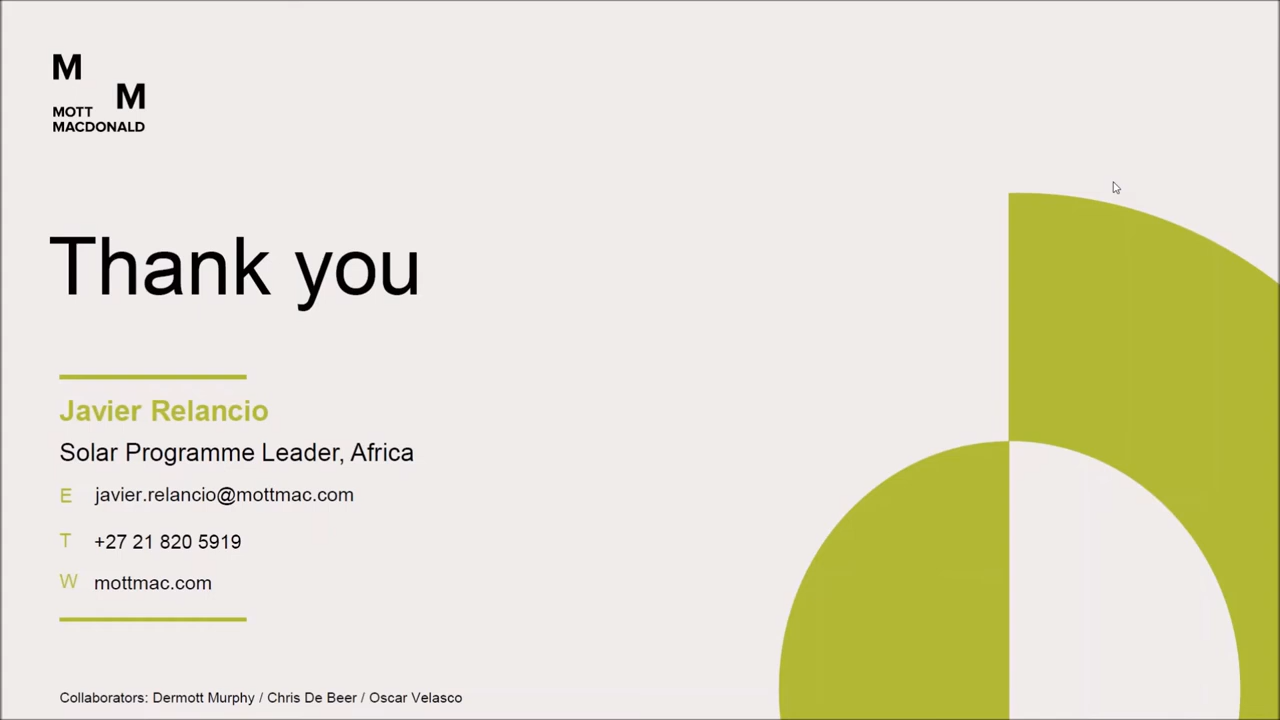 M
M
MOTT
MACDONALD
Thank you
Javier Relancio
Solar Programme Leader, Africa
E javier.relancio@mottmac.com
T +27 21 820 5919
W mottmac.com
Collaborators: Dermott Murphy / Chris De Beer / Oscar Velasco